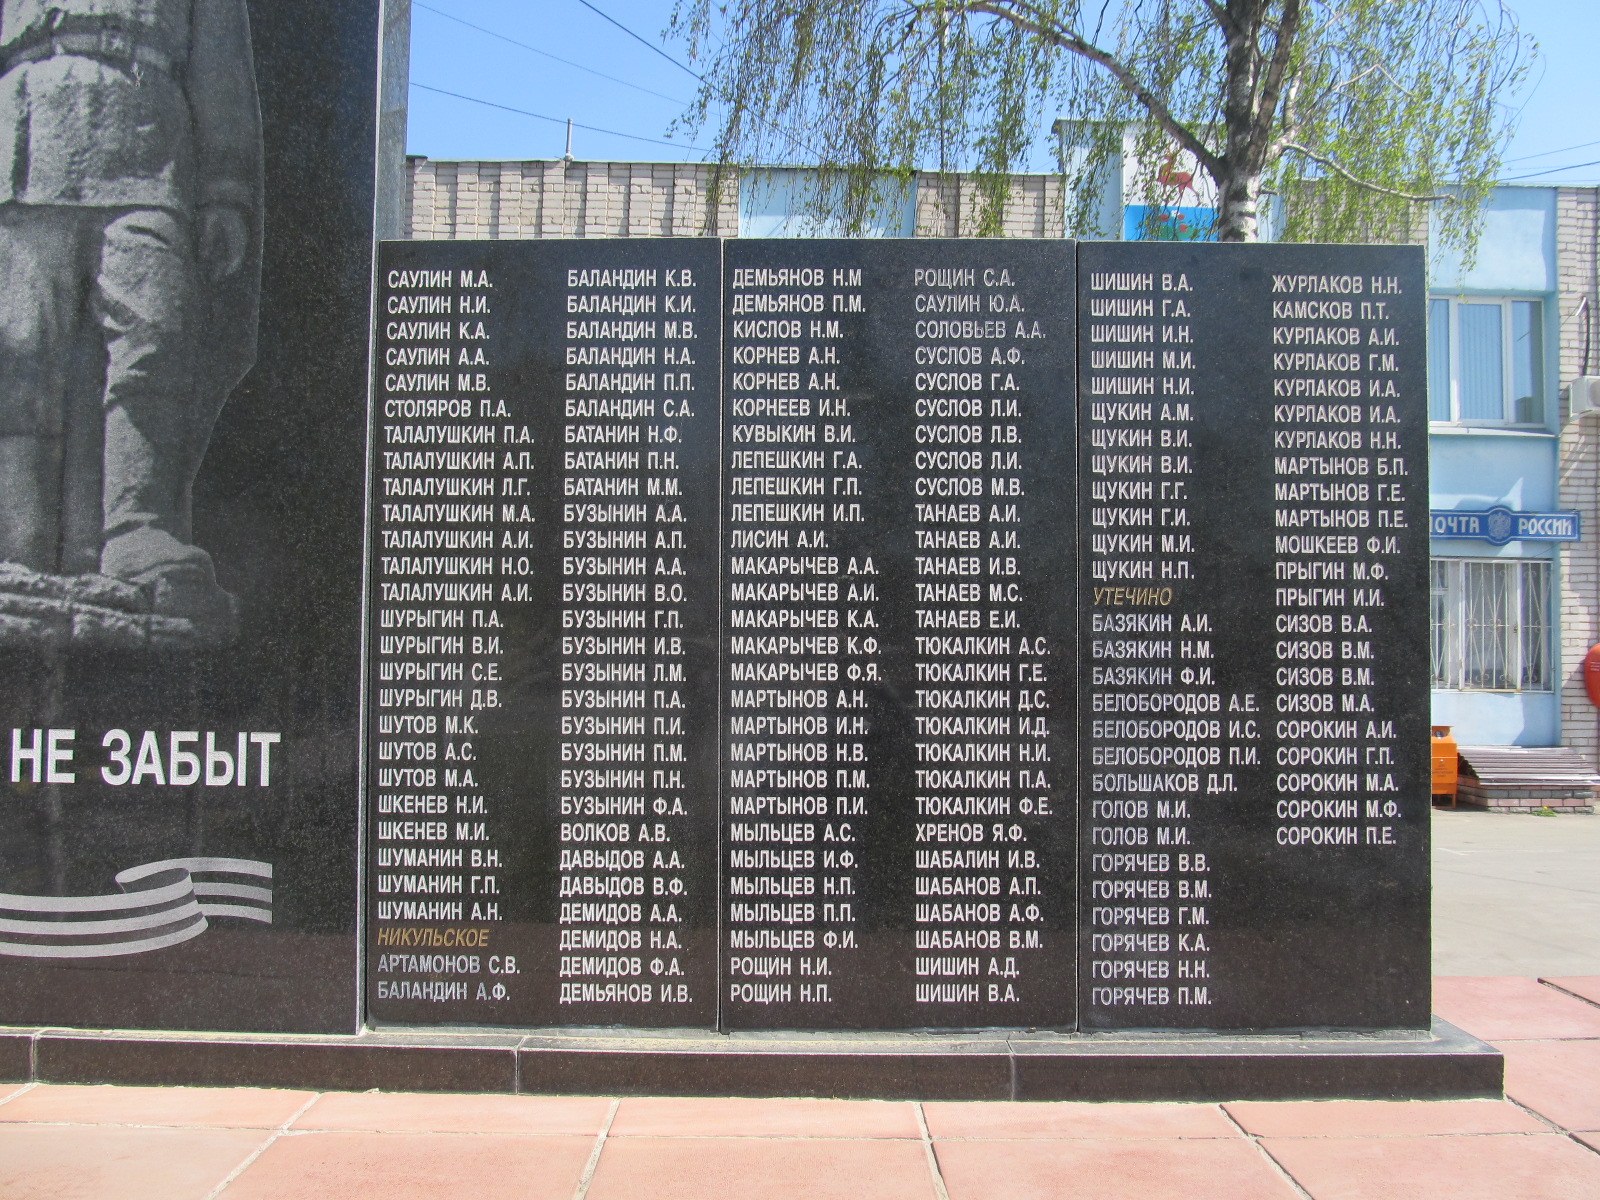 НЕ ЗАБЫТ
САУЛИН М.А.
САУЛИН Н.И.
САУЛИН К.А.
САУЛИН А.А.
САУЛИН М.В.
СТОЛЯРОВ П.А.
ТАЛАЛУШКИН П.А.
ТАЛАЛУШКИН А.П.
ТАЛАЛУШКИН Л.Г.
ТАЛАЛУШКИН М.А.
ТАЛАЛУШКИН А.И.
ТАЛАЛУШКИН Н.О.
ТАЛАЛУШКИН А.И.
ШУРЫГИН П.А.
ШУРЫГИН В.И.
ШУРЫГИН С.Е.
ШУРЫГИН Д.В.
ШУТОВ М.К.
ШУТОВ А.С.
ШУТОВ М.А.
ШКЕНЕВ Н.И.
ШКЕНЕВ М.И.
ШУМАНИН В.Н.
ШУМАНИН Г.П.
ШУМАНИН А.Н.
НИКУЛЬСКОЕ
АРТАМОНОВ С.В.
БАЛАНДИН А.Ф.
БАЛАНДИН К.В.
БАЛАНДИН К.И.
БАЛАНДИН М.В.
БАЛАНДИН Н.А.
БАЛАНДИН П.П.
БАЛАНДИН С.А.
БАТАНИН Н.Ф.
БАТАНИН П.Н.
БАТАНИН М.М.
БУЗЫНИН А.А.
БУЗЫНИН А.П.
БУЗЫНИН А.А.
БУЗЫНИН В.О.
БУЗЫНИН Г.П.
БУЗЫНИН И.В.
БУЗЫНИН Л.М.
БУЗЫНИН П.А.
БУЗЫНИН П.И.
БУЗЫНИН П.М.
БУЗЫНИН П.Н.
БУЗЫНИН Ф.А.
ВОЛКОВ А.В.
ДАВЫДОВ А.А.
ДАВЫДОВ В.Ф.
ДЕМИДОВ А.А.
ДЕМИДОВ Н.А.
ДЕМИДОВ Ф.А.
ДЕМЬЯНОВ И.В.
ДЕМЬЯНОВ Н.М
ДЕМЬЯНОВ П.М.
КИСЛОВ Н.М.
КОРНЕВ А.Н.
КОРНЕВ А.Н.
КОРНЕЕВ И.Н.
КУВЫКИН В.И.
ЛЕПЕШКИН Г.А.
ЛЕПЕШКИН Г.П.
ЛЕПЕШКИН И.П.
ЛИСИН А.И.
МАКАРЫЧЕВ А.А.
МАКАРЫЧЕВ А.И.
МАКАРЫЧЕВ К.А.
МАКАРЫЧЕВ К.Ф.
МАКАРЫЧЕВ Ф.Я.
МАРТЫНОВ А.Н.
МАРТЫНОВ И.Н.
МАРТЫНОВ Н.В.
МАРТЫНОВ П.М.
МАРТЫНОВ П.И.
МЫЛЬЦЕВ А.С.
МЫЛЬЦЕВ И.Ф.
МЫЛЬЦЕВ Н.П.
МЫЛЬЦЕВ П.П.
МЫЛЬЦЕВ Ф.И.
РОЩИН Н.И.
РОЩИН Н.П.
РОЩИН С.А.
САУЛИН Ю.А.
СОЛОВЬЕВ А.А.
СУСЛОВ А.Ф.
СУСЛОВ Г.А.
СУСЛОВ Л.И.
СУСЛОВ Л.В.
СУСЛОВ Л.И.
СУСЛОВ М.В.
ТАНАЕВ А.И.
ТАНАЕВ А.И.
ТАНАЕВ И.В.
ТАНАЕВ М.С.
ТАНАЕВ Е.И.
ТЮКАЛКИН А.С.
ТЮКАЛКИН Г.Е.
ТЮКАЛКИН Д.С.
ТЮКАЛКИН И.Д.
ТЮКАЛКИН Н.И.
ТЮКАЛКИН П.А.
ТЮКАЛКИН Ф.Е.
ХРЕНОВ Я.Ф.
ШАБАЛИН И.В.
ШАБАНОВ А.П.
ШАБАНОВ А.Ф.
ШАБАНОВ В.М.
ШИШИН А.Д.
ШИШИН В.А.
ШИШИН В.А.
ШИШИН Г.А.
ШИШИН И.Н.
ШИШИН М.И.
ШИШИН Н.И.
ЩУКИН А.М.
ЩУКИН В.И.
ЩУКИН В.И.
ЩУКИН Г.Г.
ЩУКИН Г.И.
ЩУКИН М.И.
ЩУКИН Н.П.
УТЕЧИНО
БАЗЯКИН А.И.
БАЗЯКИН Н.М.
БАЗЯКИН Ф.И.
БЕЛОБОРОДОВ А.Е.
БЕЛОБОРОДОВ И.С.
БЕЛОБОРОДОВ П.И.
БОЛЬШАКОВ Д.Л.
ГОЛОВ М.И.
ГОЛОВ М.И.
ГОРЯЧЕВ В.В.
ГОРЯЧЕВ В.М.
ГОРЯЧЕВ Г.М.
ГОРЯЧЕВ К.А.
ГОРЯЧЕВ Н.Н.
ГОРЯЧЕВ П.М.
ЖУРЛАКОВ Н.Н.
КАМСКОВ П.Т.
КУРЛАКОВ А.И.
КУРЛАКОВ Г.М.
КУРЛАКОВ И.А.
КУРЛАКОВ И.А.
КУРЛАКОВ Н.Н.
МАРТЫНОВ Б.П.
МАРТЫНОВ Г.Е.
МАРТЫНОВ П.Е.
МОШКЕЕВ Ф.И.
ПРЫГИН М.Ф.
ПРЫГИН И.И.
СИЗОВ В.А.
СИЗОВ В.М.
СИЗОВ В.М.
СИЗОВ М.А.
СОРОКИН А.И.
СОРОКИН Г.П.
СОРОКИН М.А.
СОРОКИН М.Ф.
СОРОКИН П.Е.
ПОЧТА РОССИИ